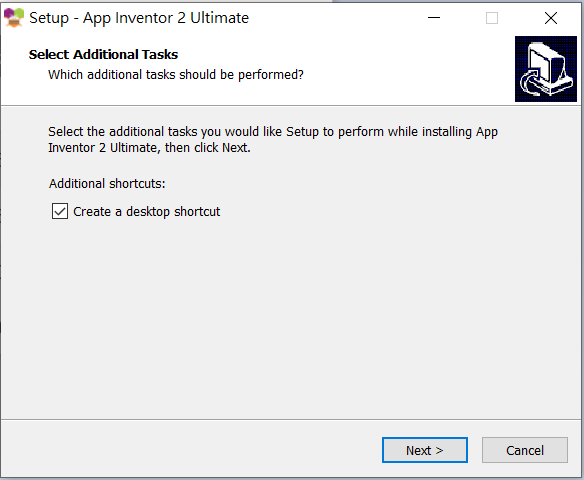 Setup - App Inventor 2 Ultimate
Select Additional Tasks
Which additional tasks should be performed?
Select the additional tasks you would like Setup to perform while installing App
Inventor 2 Ultimate, then click Next.
Additional shortcuts:
Create a desktop shortcut
Next >
Cancel